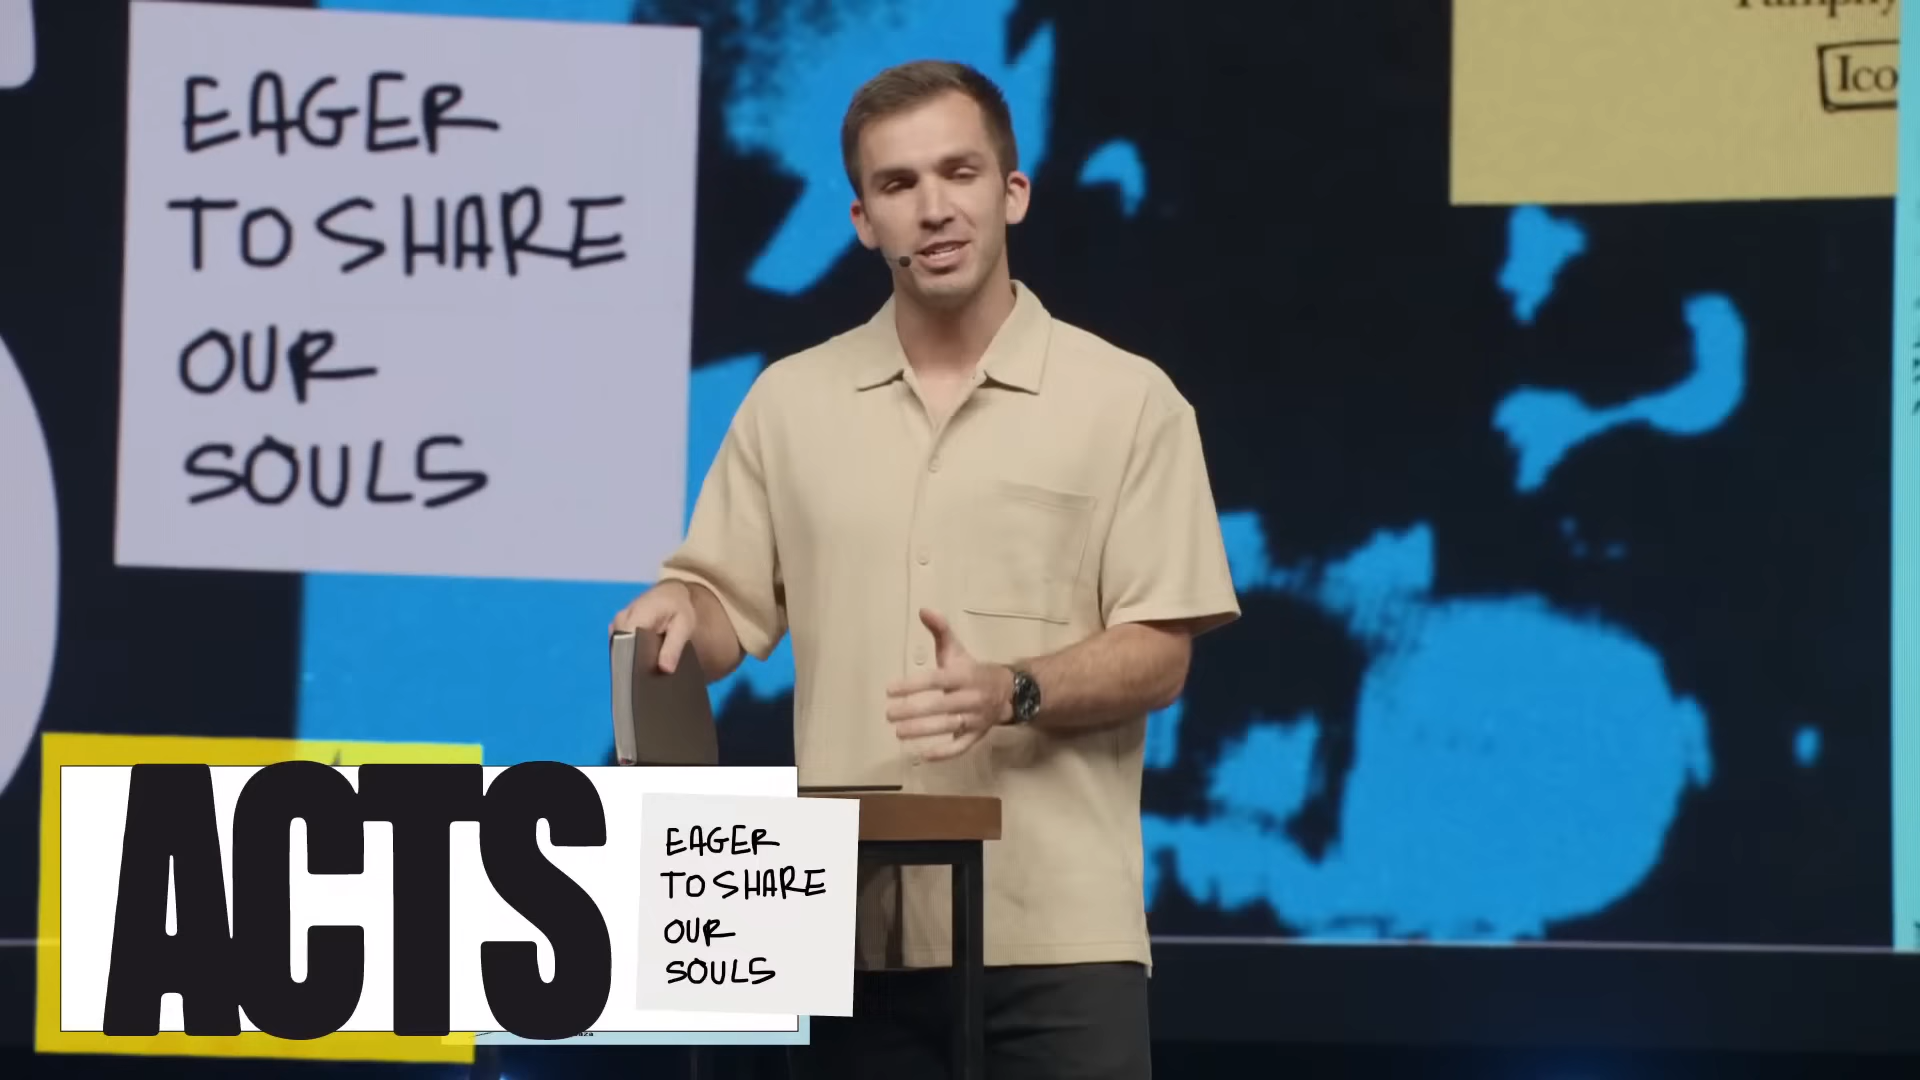 EAGER
TO SHARE
OUR
SOULS
Ico
ACTS
EAGER
TO SHARE
OUR
SOULS